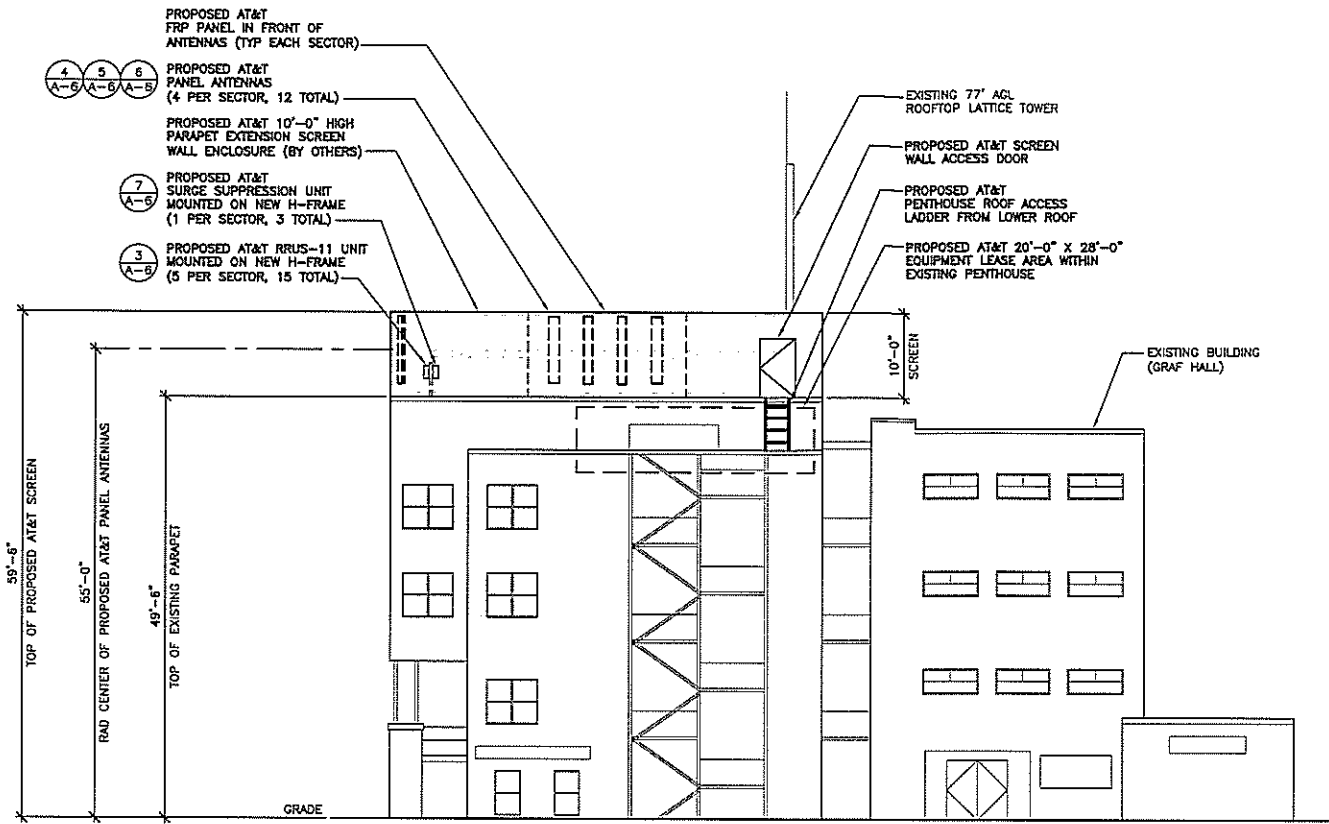 PROPOSED AT&T
FRP PANEL IN FRONT OF
ANTENNAS (TYP EACH SECTOR)
4
A-6
5
A-6
6
A-6
PROPOSED AT&T
PANEL ANTENNAS
(4 PER SECTOR, 12 TOTAL)
PROPOSED AT&T 10'-0" HIGH
PARAPET EXTENSION SCREEN
WALL ENCLOSURE (BY OTHERS)
7
A-6
PROPOSED AT&T
SURGE SUPPRESSION UNIT
MOUNTED ON NEW H-FRAME
(1 PER SECTOR, 3 TOTAL)
3
A-6
PROPOSED AT&T RRUS-11 UNIT
MOUNTED ON NEW H-FRAME
(5 PER SECTOR, 15 TOTAL)
EXISTING 77' AGL
ROOFTOP LATTICE TOWER
PROPOSED AT&T SCREEN
WALL ACCESS DOOR
PROPOSED AT&T
PENTHOUSE ROOF ACCESS
LADDER FROM LOWER ROOF
PROPOSED AT&T 20'-0" X 28'-0"
EQUIPMENT LEASE AREA WITHIN
EXISTING PENTHOUSE
10'-0"
SCREEN
EXISTING BUILDING
(GRAF HALL)
59'-6"
TOP OF PROPOSED AT&T SCREEN
55'-0"
RAD CENTER OF PROPOSED AT&T PANEL ANTENNAS
49'-6"
TOP OF EXISTING PARAPET
GRADE